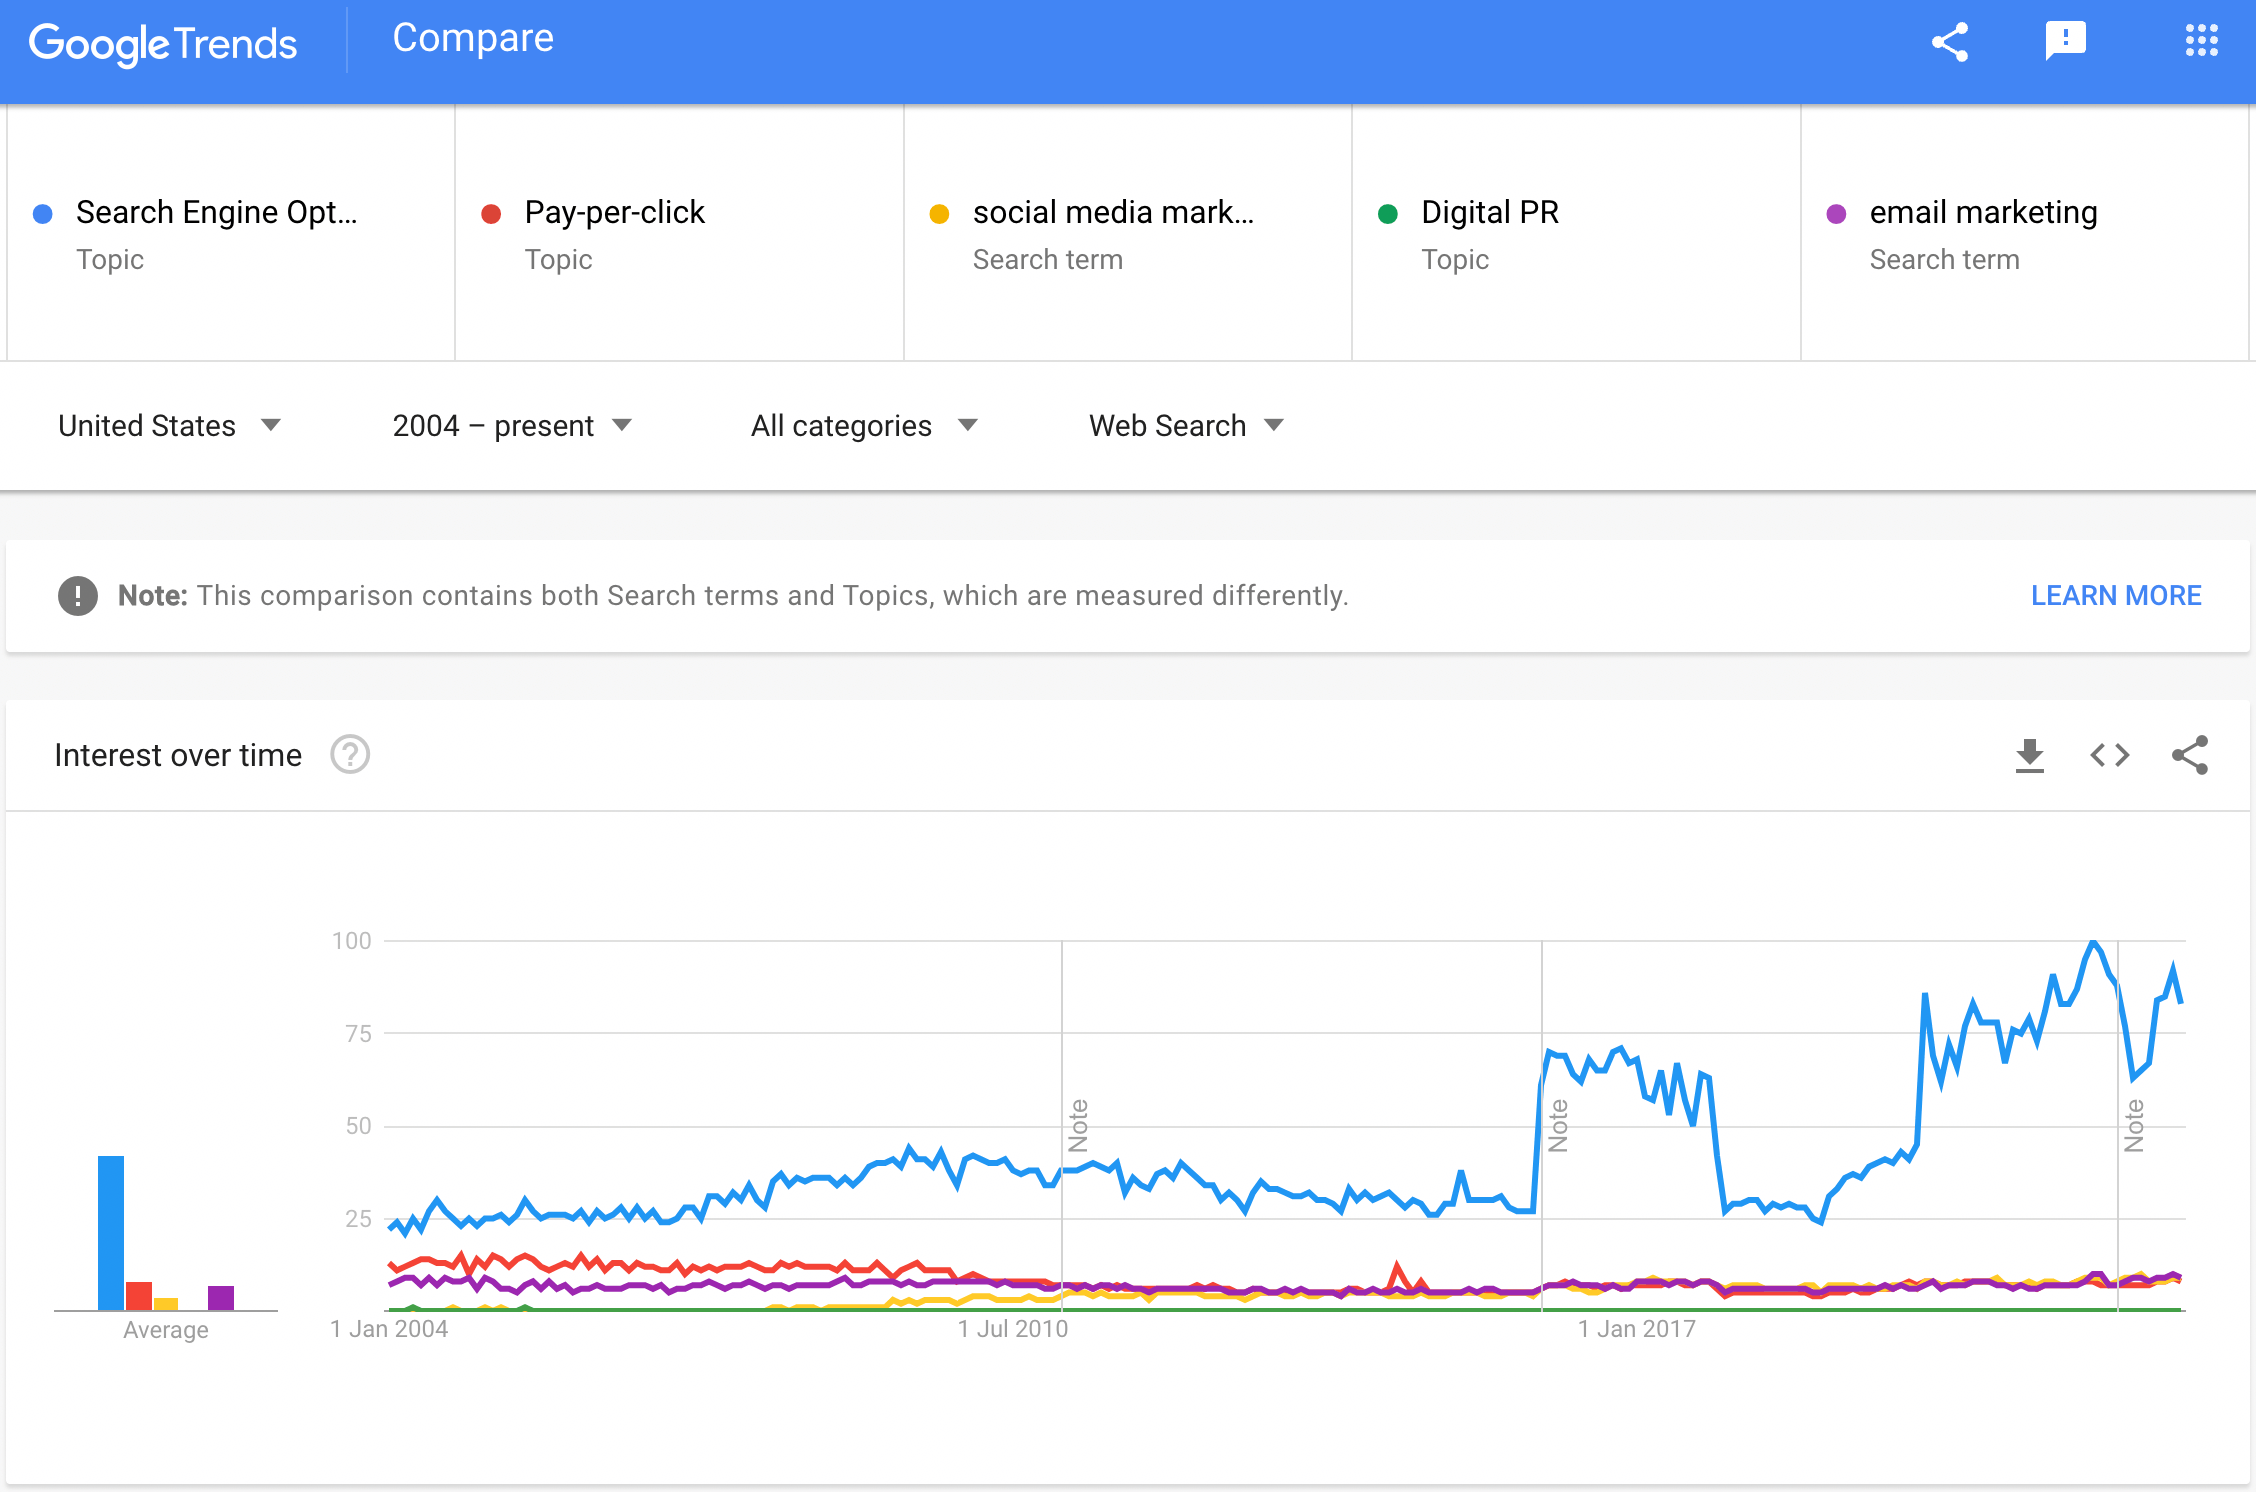 Google Trends
Compare
Search Engine Opt...
Topic
Pay-per-click
Topic
social media mark...
Search term
Digital PR
Topic
email marketing
Search term
United States
2004 – present
All categories
Web Search
Note: This comparison contains both Search terms and Topics, which are measured differently.
LEARN MORE
Interest over time
100
75
50
25
Note
Note
Note
Average
1 Jan 2004
1 Jul 2010
1 Jan 2017